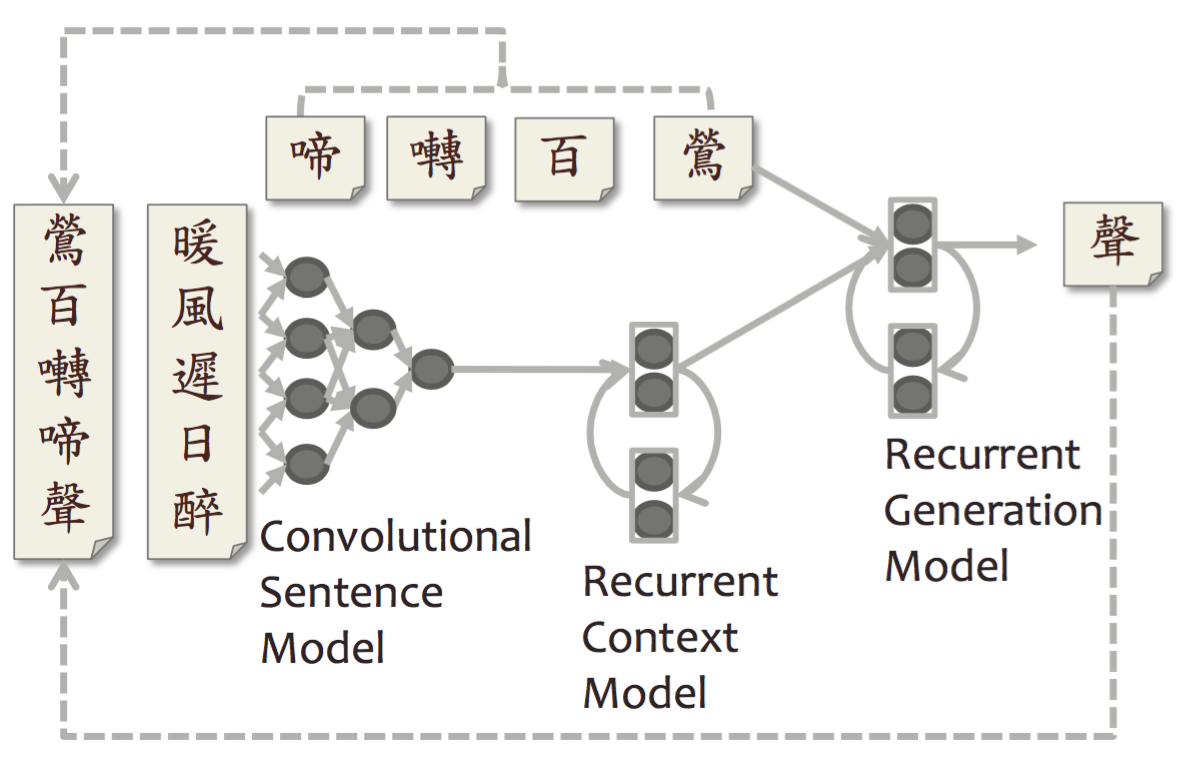 啼
囀
百
鶯
鶯百囀啼聲
暖風遲日醉
聲
Convolutional
Sentence
Model
Recurrent
Context
Model
Recurrent
Generation
Model